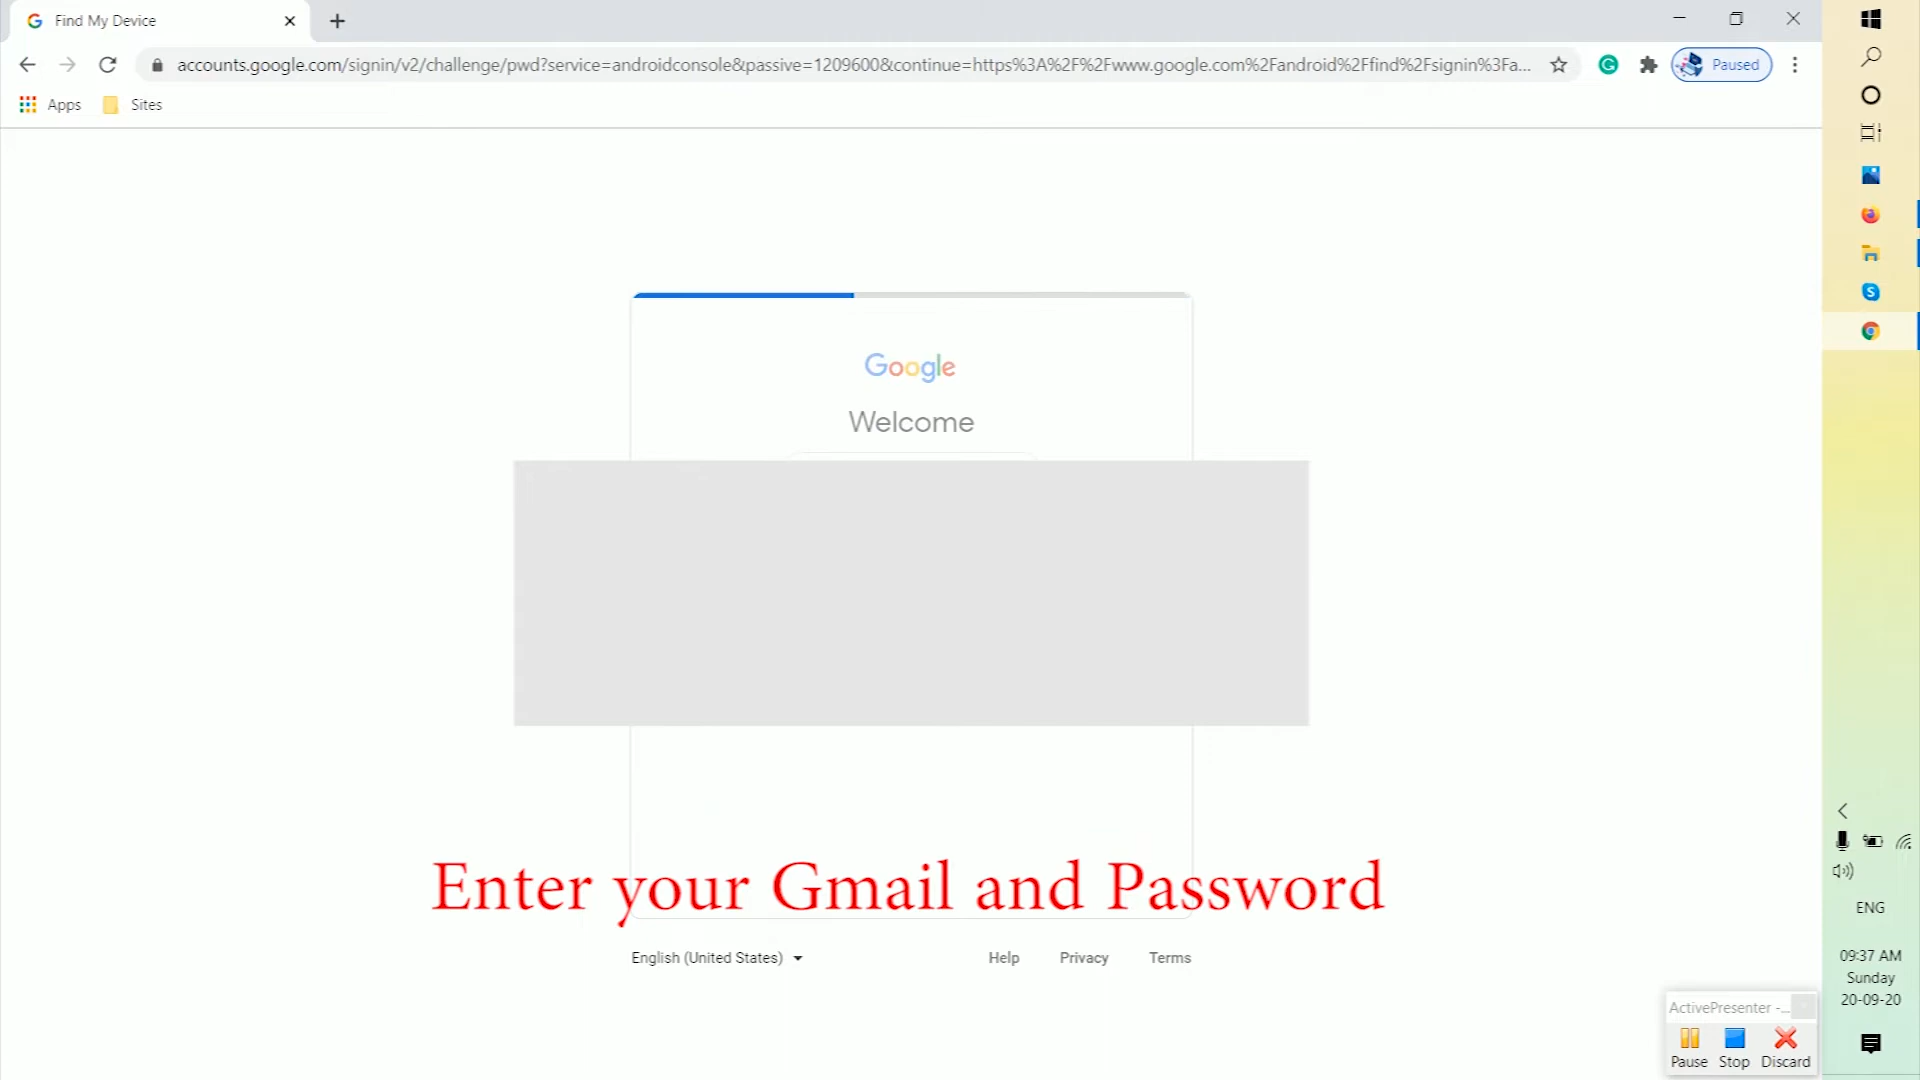 Find My Device
accounts.google.com/signin/v2/challenge/pwd?service=androidconsole&passive=1209600&continue=https%3A%2F%2Fwww.google.com%2Fandroid%2Ffind%2Fsignin%3Fa...
Paused
Apps
Sites
Google
Welcome
Enter your Gmail and Password
English (United States)
Help
Privacy
Terms
ENG
09:37 AM
Sunday
20-09-20
ActivePresenter -...
Pause
Stop
Discard